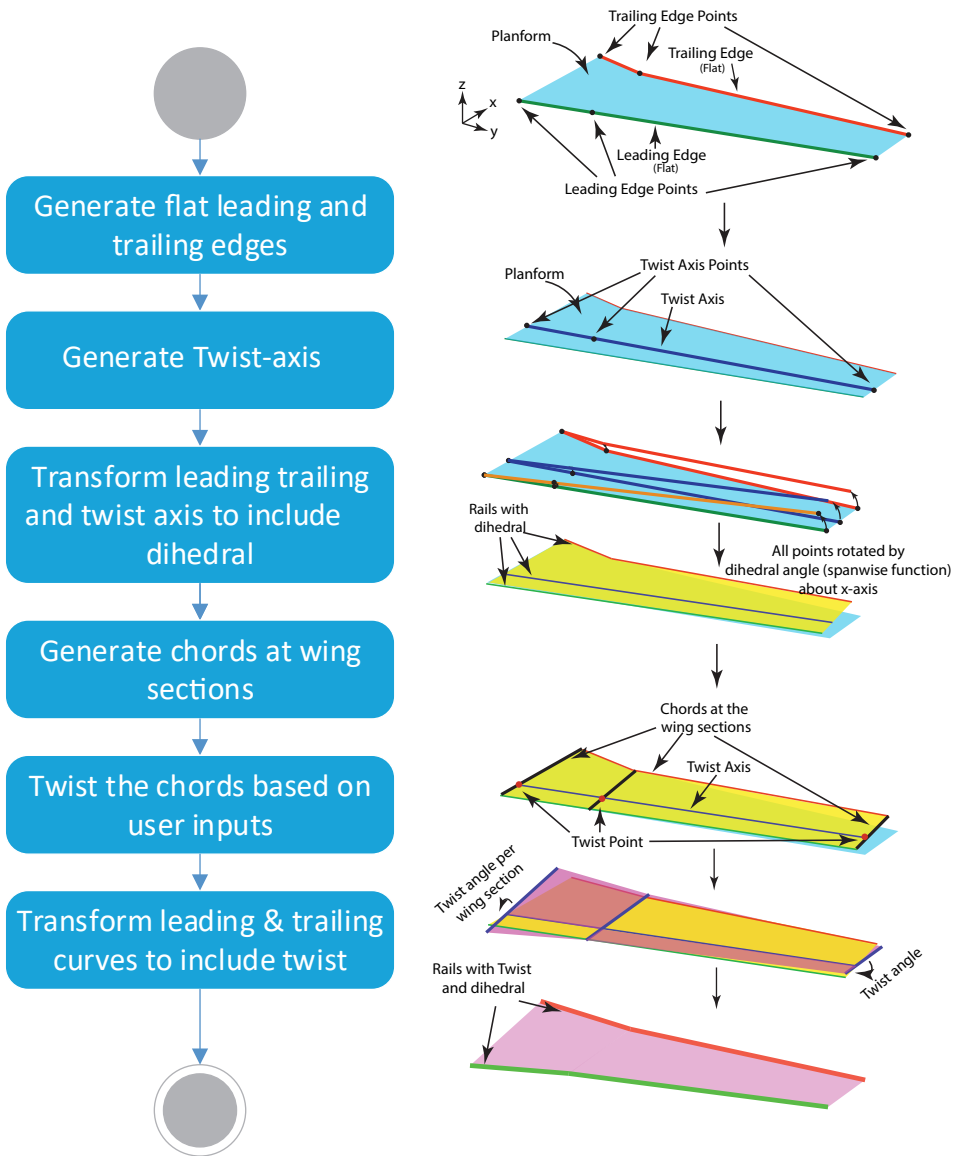 Generate flat leading and
trailing edges
Generate Twist-axis
Transform leading trailing
and twist axis to include
dihedral
Generate chords at wing
sections
Twist the chords based on
user inputs
Transform leading & trailing
curves to include twist
Trailing Edge Points
Planform
Trailing Edge
(Flat)
z
x
y
Leading Edge
(Flat)
Leading Edge Points
Twist Axis Points
Planform
Twist Axis
Rails with
dihedral
All points rotated by
dihedral angle (spanwise function)
about x-axis
Chords at the
wing sections
Twist Axis
Twist Point
Twist angle per
wing section
Twist angle
Rails with Twist
and dihedral